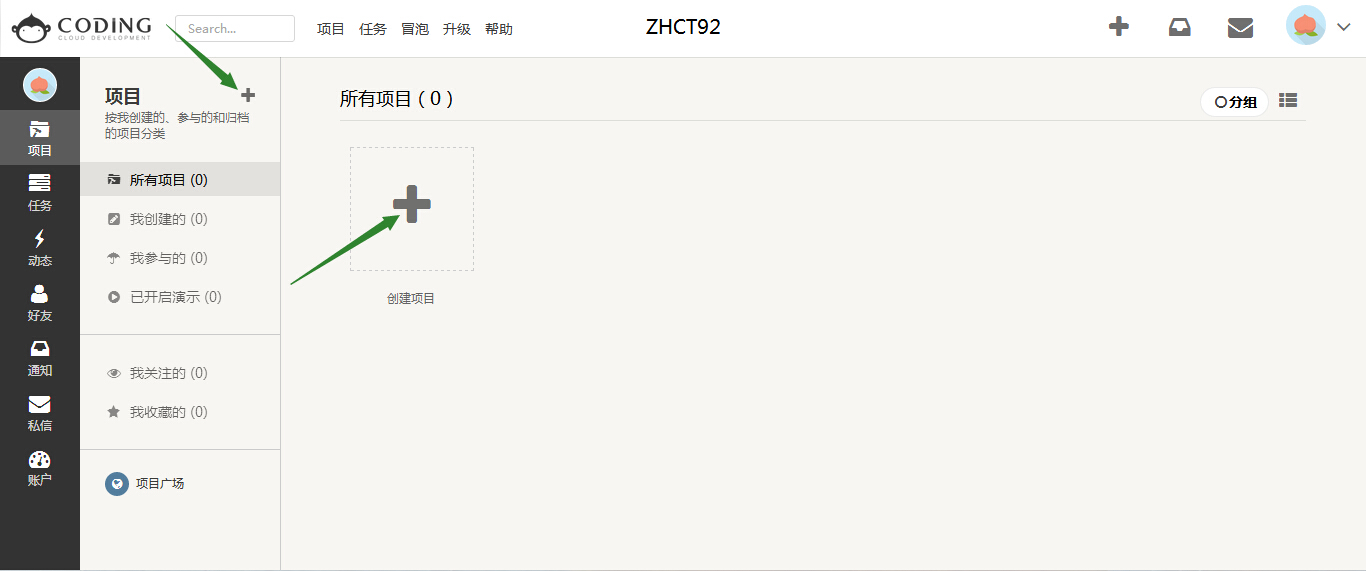 CODING
CLOUD DEVELOPMENT
Search...
项目 任务 冒泡 升级 帮助
ZHCT92
项目
任务
动态
好友
通知
私信
账户
项目
按我创建的、参与的和归档
的项目分类
所有项目 (0)
我创建的 (0)
我参与的 (0)
已开启演示 (0)
我关注的 (0)
我收藏的 (0)
项目广场
所有项目 ( 0 )
分组
创建项目